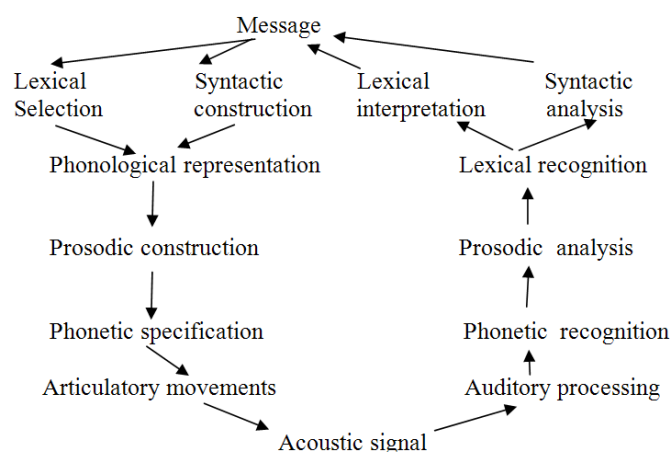 Message
Lexical Selection
Syntactic construction
Lexical interpretation
Syntactic analysis
Phonological representation
Lexical recognition
Prosodic construction
Prosodic analysis
Phonetic specification
Phonetic recognition
Articulatory movements
Auditory processing
Acoustic signal